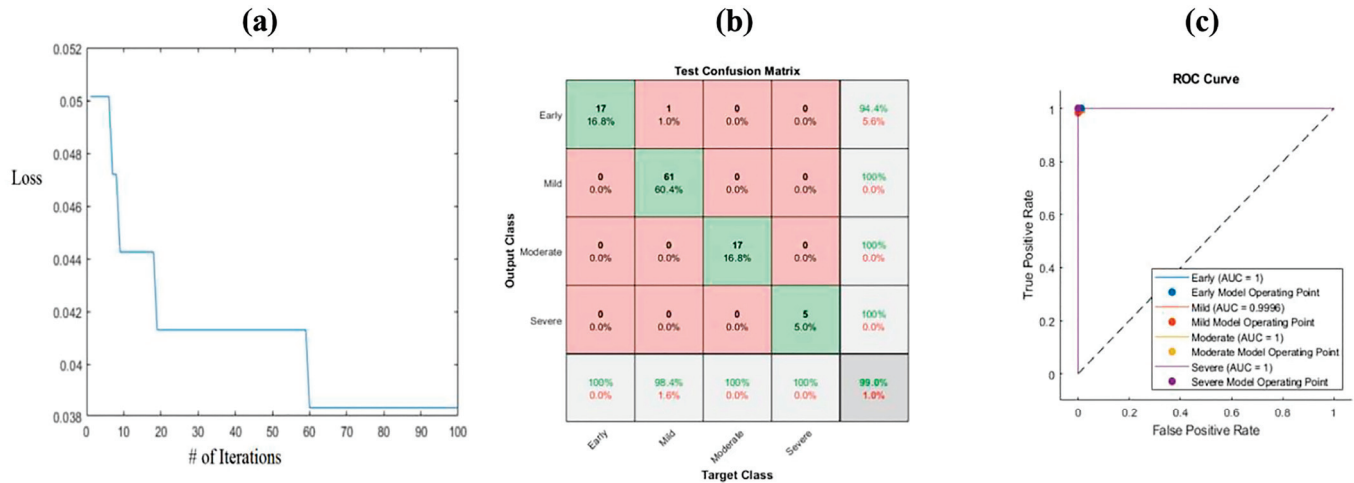 (a)
0.052
0.05
0.048
0.046
0.044
0.042
0.04
0.038
Loss
0 10 20 30 40 50 60 70 80 90 100
# of Iterations
(b)
Test Confusion Matrix
Output Class
Early
17 1 0 0 94.4%
16.8% 1.0% 0.0% 0.0% 5.6%
Mild
0 61 0 0 100%
0.0% 60.4% 0.0% 0.0% 0.0%
Moderate
0 0 17 0 100%
0.0% 0.0% 16.8% 0.0% 0.0%
Severe
0 0 0 5 100%
0.0% 0.0% 0.0% 5.0% 0.0%
100% 98.4% 100% 100% 99.0%
0.0% 1.6% 0.0% 0.0% 1.0%
Early Mild Moderate Severe
Target Class
(c)
ROC Curve
True Positive Rate
1
0.8
0.6
0.4
0.2
0
Early (AUC = 1)
Early Model Operating Point
Mild (AUC = 0.9996)
Mild Model Operating Point
Moderate (AUC = 1)
Moderate Model Operating Point
Severe (AUC = 1)
Severe Model Operating Point
0 0.2 0.4 0.6 0.8 1
False Positive Rate